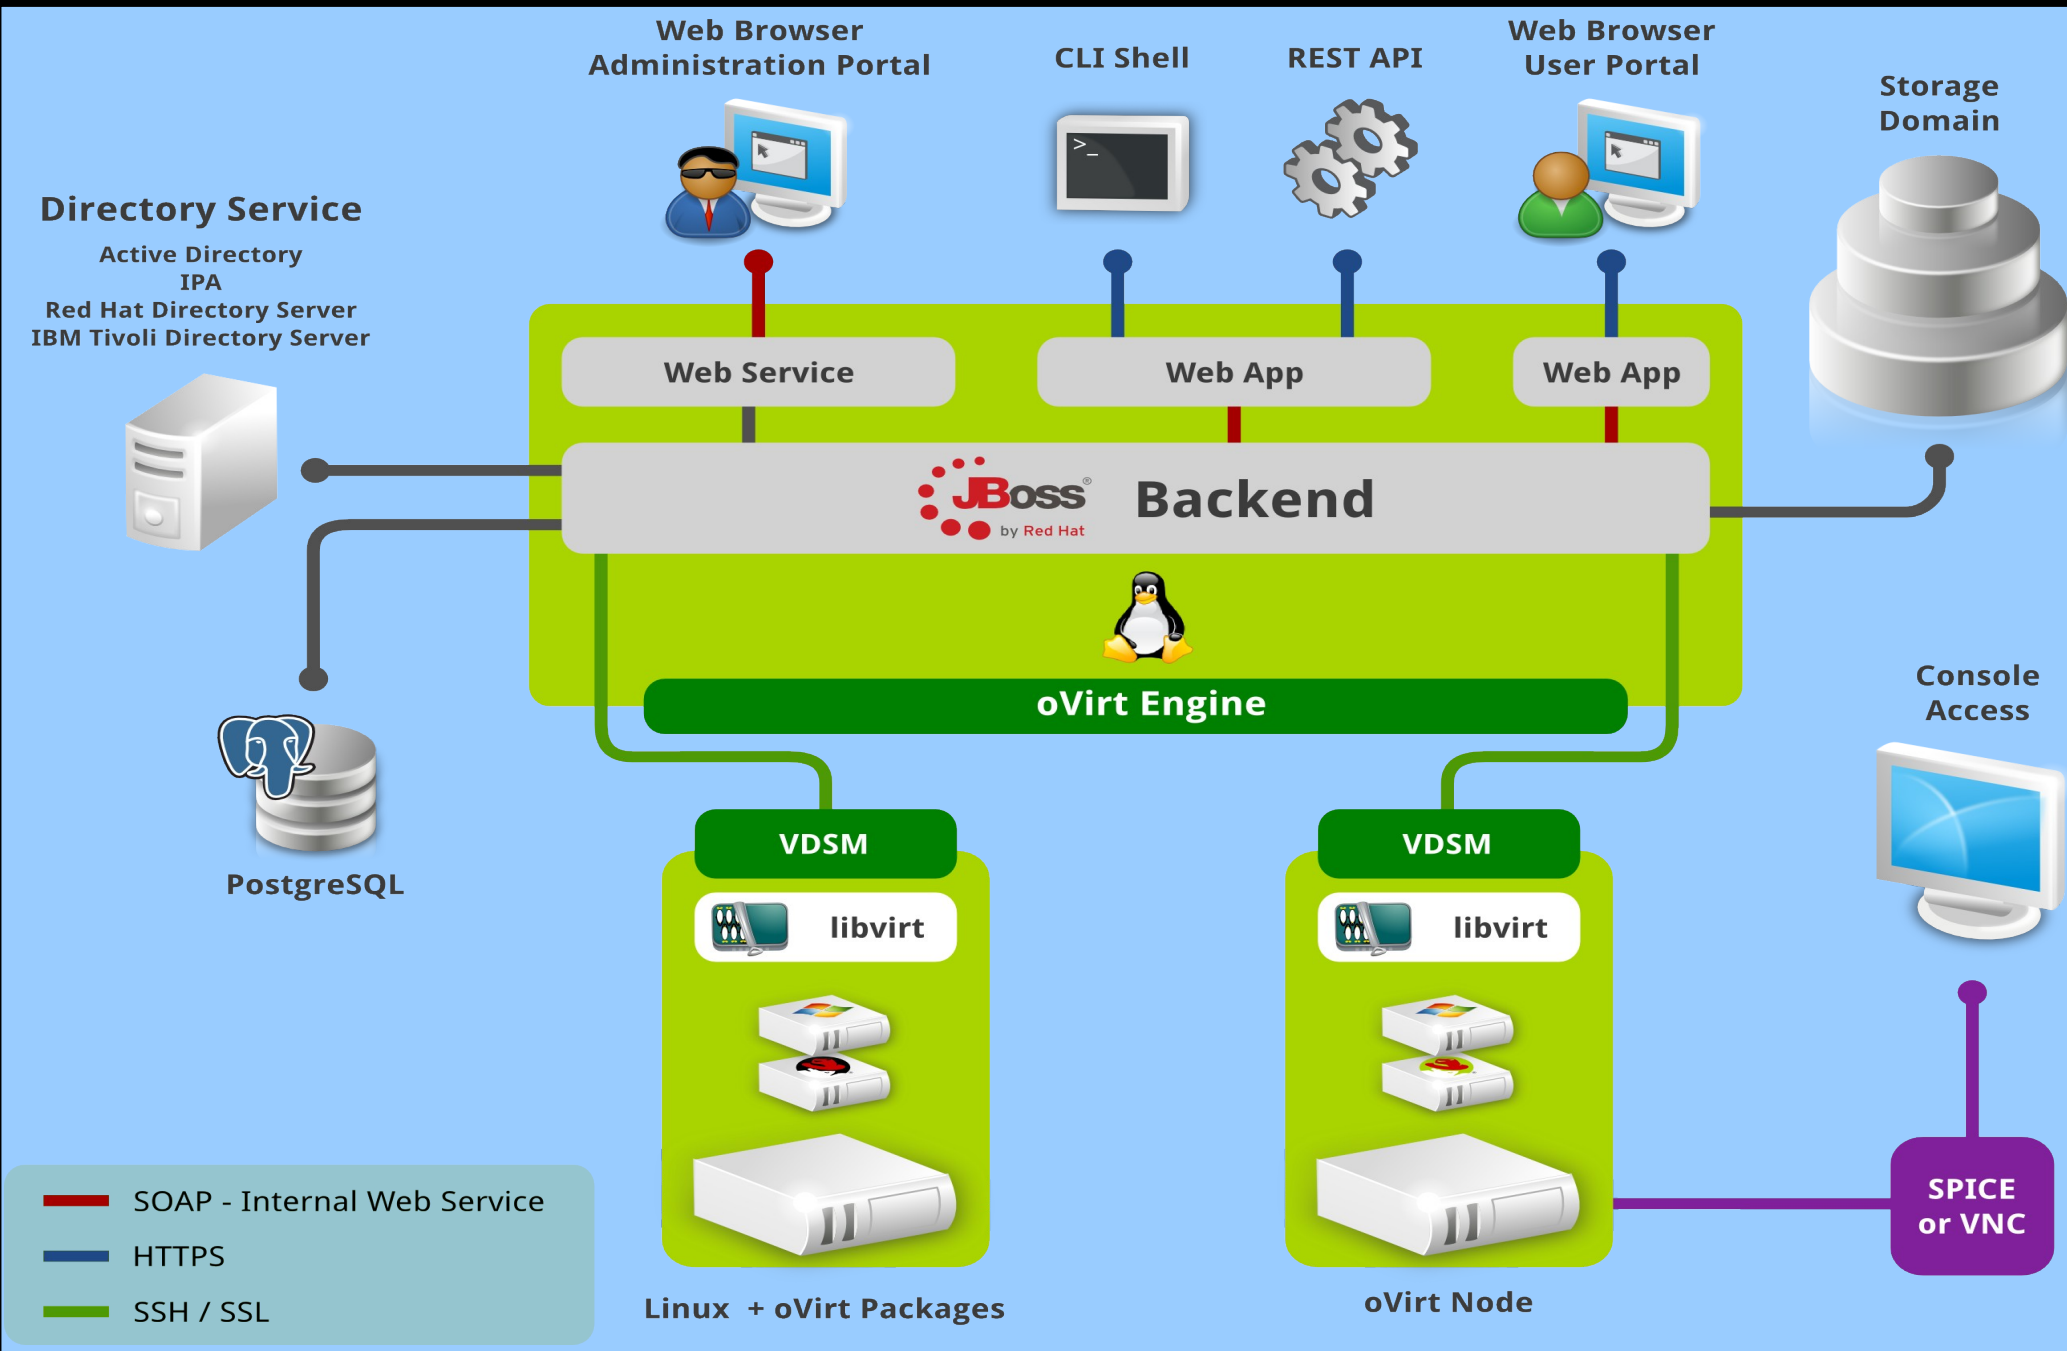 Web Browser
Administration Portal
CLI Shell
REST API
Web Browser
User Portal
Storage
Domain
Directory Service
Active Directory
IPA
Red Hat Directory Server
IBM Tivoli Directory Server
>_
Web Service
Web App
Web App
JBoss®
by Red Hat
Backend
oVirt Engine
Console
Access
PostgreSQL
VDSM
libvirt
VDSM
libvirt
SPICE
or VNC
Linux + oVirt Packages
oVirt Node
SOAP - Internal Web Service
HTTPS
SSH / SSL